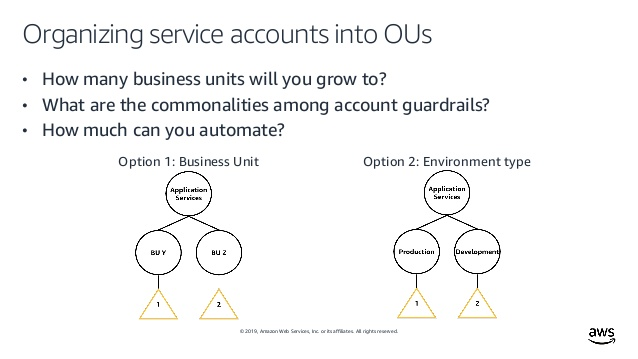 Organizing service accounts into OUs
• How many business units will you grow to?
• What are the commonalities among account guardrails?
• How much can you automate?
Option 1: Business Unit
Application
Services
BU Y
BU Z
1
2
Option 2: Environment type
Application
Services
Production
Development
1
2
© 2019, Amazon Web Services, Inc. or its affiliates. All rights reserved.
aws